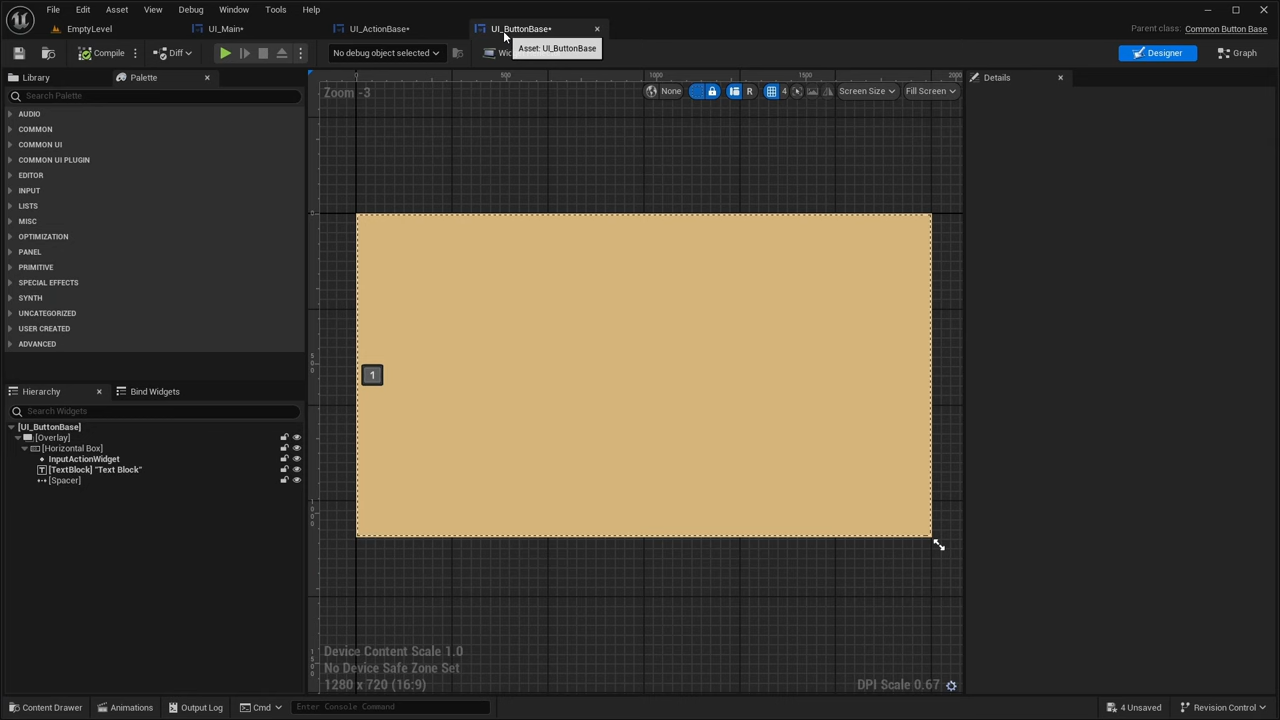 File Edit Asset View Debug Window Tools Help
EmptyLevel UI_Main* UI_ActionBase* UI_ButtonBase* Parent class: Common Button Base
Compile Diff No debug object selected Wid Designer Graph
Asset: UI_ButtonBase
Library Palette Details
Search Palette
AUDIO
COMMON
COMMON UI
COMMON UI PLUGIN
EDITOR
INPUT
LISTS
MISC
OPTIMIZATION
PANEL
PRIMITIVE
SPECIAL EFFECTS
SYNTH
UNCATEGORIZED
USER CREATED
ADVANCED
Hierarchy Bind Widgets
Search Widgets
[UI_ButtonBase]
[Overlay]
[Horizontal Box]
InputActionWidget
[TextBlock] "Text Block"
[Spacer]
0 500 1000 1500 2000
Zoom -3 None R 4 Screen Size Fill Screen
0
500
1000
1500
1
Device Content Scale 1.0
No Device Safe Zone Set
1280 x 720 (16:9) DPI Scale 0.67
Content Drawer Animations Output Log Cmd Enter Console Command 4 Unsaved Revision Control